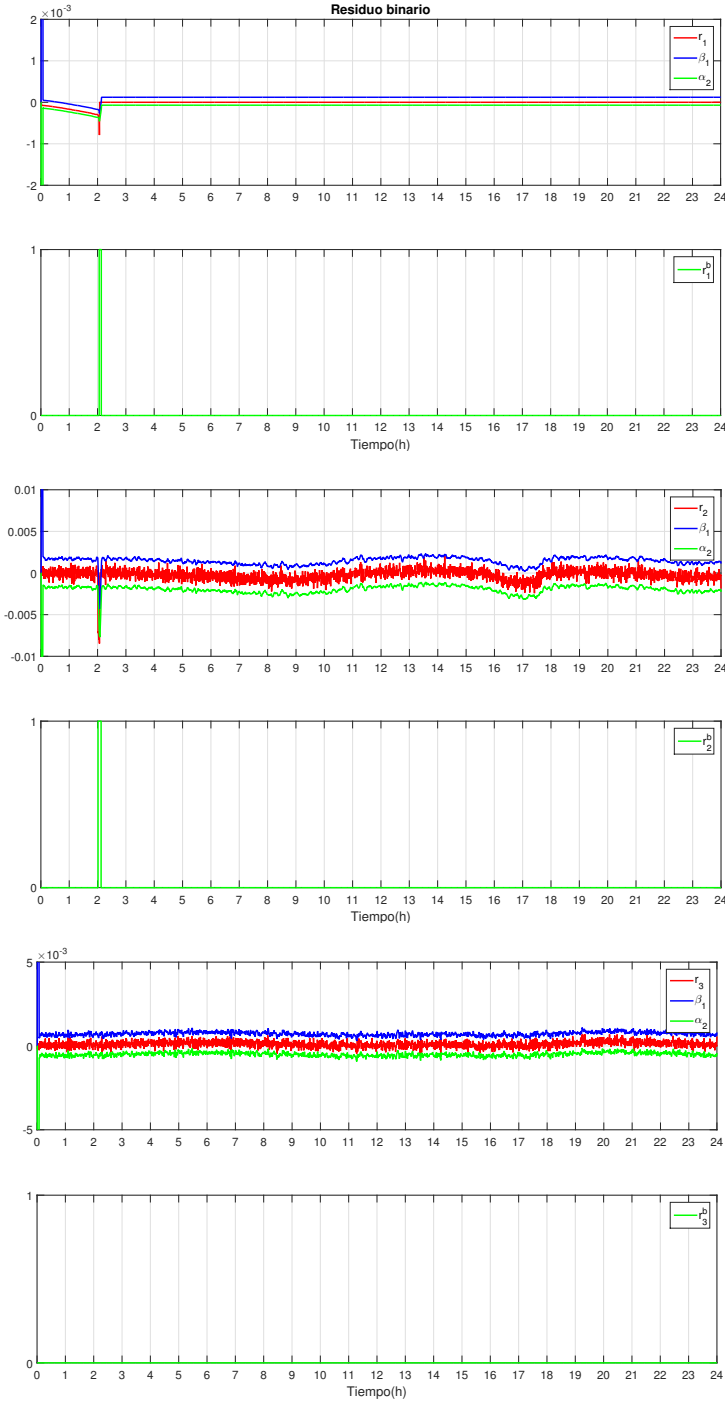 Residuo binario
×10⁻³
2
1
0
-1
-2
r₁
β₁
α₂
0 1 2 3 4 5 6 7 8 9 10 11 12 13 14 15 16 17 18 19 20 21 22 23 24
1
0
r₁ᵇ
0 1 2 3 4 5 6 7 8 9 10 11 12 13 14 15 16 17 18 19 20 21 22 23 24
Tiempo(h)
0.01
0.005
0
-0.005
-0.01
r₂
β₁
α₂
0 1 2 3 4 5 6 7 8 9 10 11 12 13 14 15 16 17 18 19 20 21 22 23 24
1
0
r₂ᵇ
0 1 2 3 4 5 6 7 8 9 10 11 12 13 14 15 16 17 18 19 20 21 22 23 24
Tiempo(h)
×10⁻³
5
0
-5
r₃
β₁
α₂
0 1 2 3 4 5 6 7 8 9 10 11 12 13 14 15 16 17 18 19 20 21 22 23 24
1
0
r₃ᵇ
0 1 2 3 4 5 6 7 8 9 10 11 12 13 14 15 16 17 18 19 20 21 22 23 24
Tiempo(h)